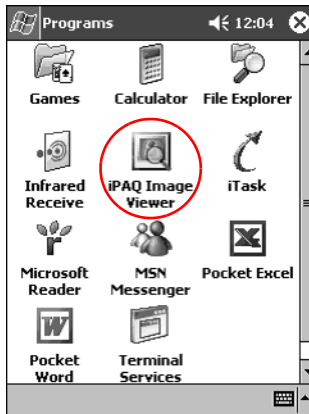 Programs 12:04
Games Calculator File Explorer
Infrared iPAQ Image iTask
Receive Viewer
Microsoft MSN Pocket Excel
Reader Messenger
Pocket Terminal
Word Services